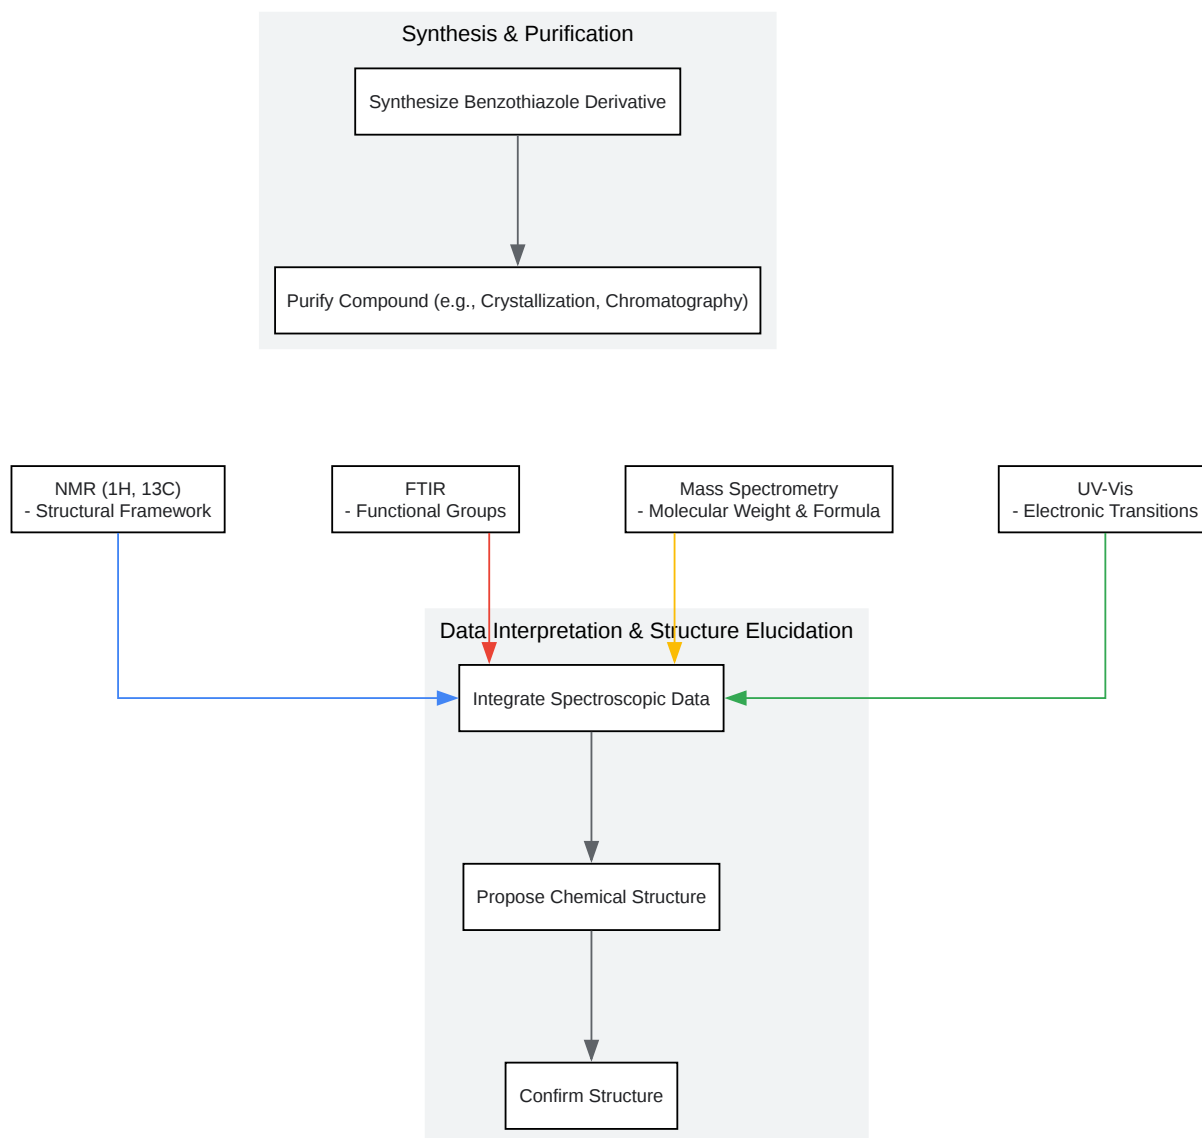 Synthesis & Purification
Synthesize Benzothiazole Derivative
Purify Compound (e.g., Crystallization, Chromatography)
NMR (1H, 13C)
- Structural Framework
FTIR
- Functional Groups
Mass Spectrometry
- Molecular Weight & Formula
UV-Vis
- Electronic Transitions
Data Interpretation & Structure Elucidation
Integrate Spectroscopic Data
Propose Chemical Structure
Confirm Structure